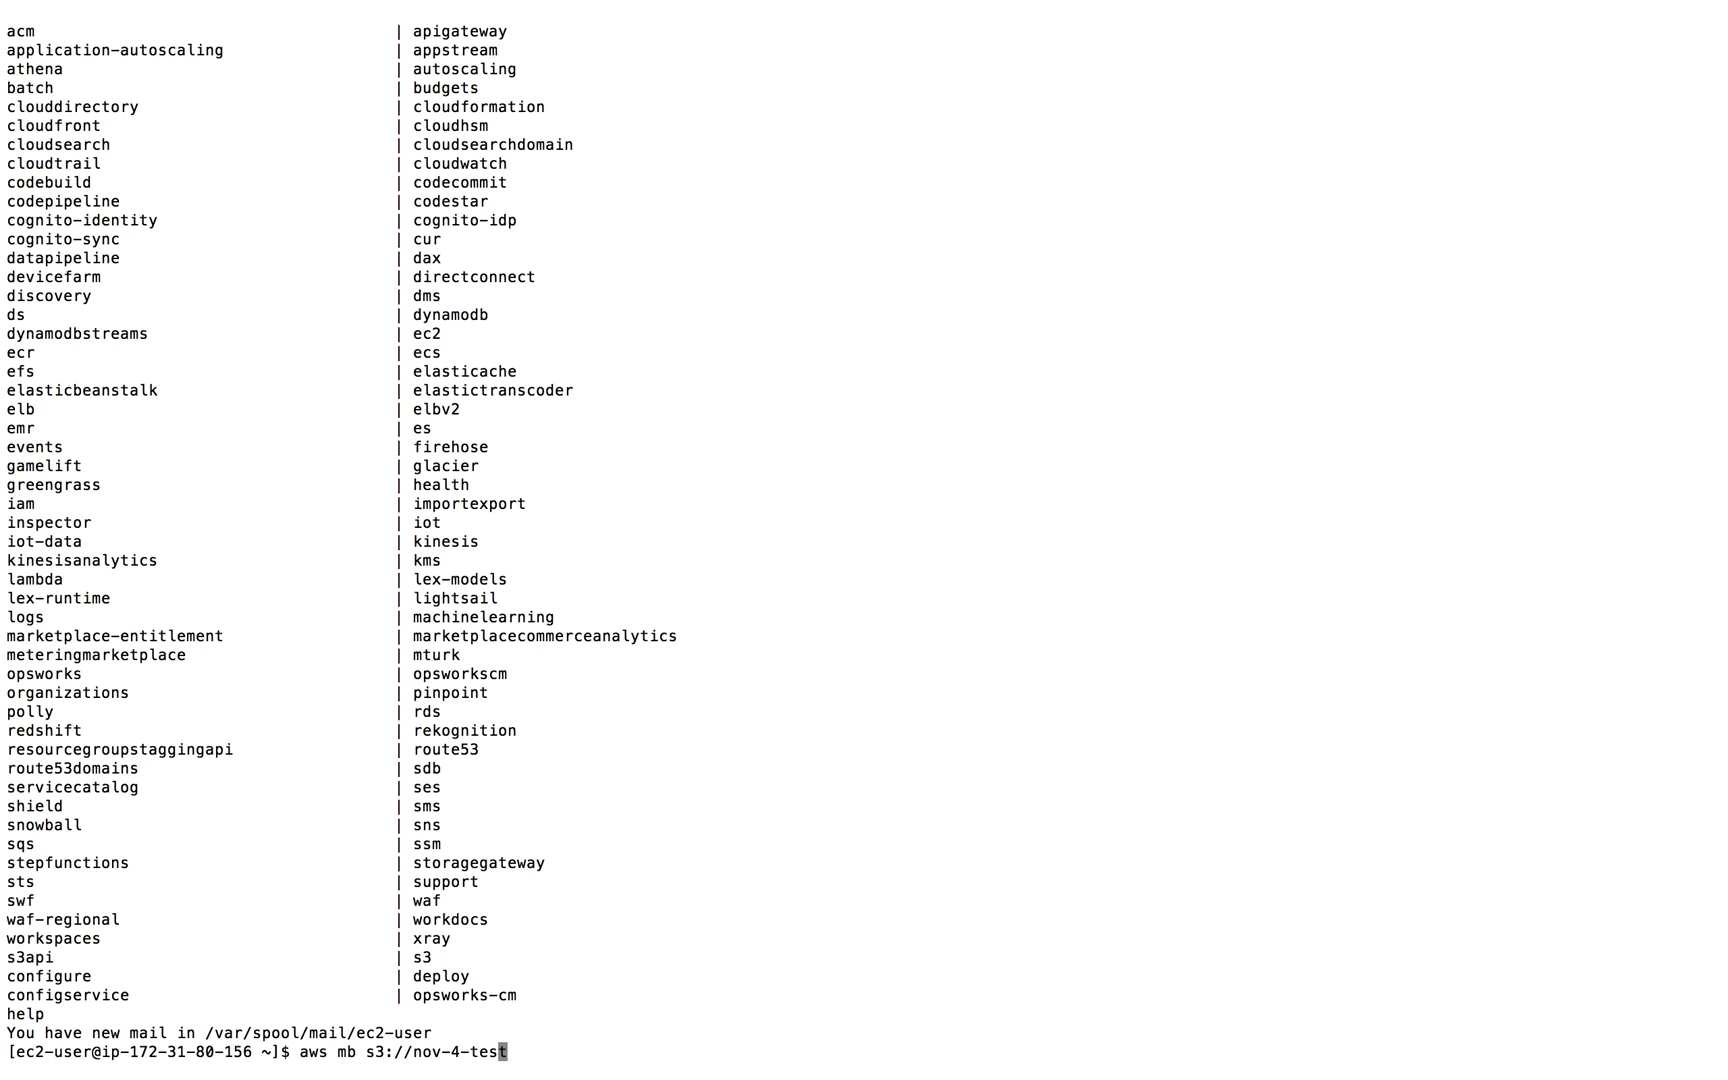 acm | apigateway
application-autoscaling | appstream
athena | autoscaling
batch | budgets
clouddirectory | cloudformation
cloudfront | cloudhsm
cloudsearch | cloudsearchdomain
cloudtrail | cloudwatch
codebuild | codecommit
codepipeline | codestar
cognito-identity | cognito-idp
cognito-sync | cur
datapipeline | dax
devicefarm | directconnect
discovery | dms
ds | dynamodb
dynamodbstreams | ec2
ecr | ecs
efs | elasticache
elasticbeanstalk | elastictranscoder
elb | elbv2
emr | es
events | firehose
gamelift | glacier
greengrass | health
iam | importexport
inspector | iot
iot-data | kinesis
kinesisanalytics | kms
lambda | lex-models
lex-runtime | lightsail
logs | machinelearning
marketplace-entitlement | marketplacecommerceanalytics
meteringmarketplace | mturk
opsworks | opsworkscm
organizations | pinpoint
polly | rds
redshift | rekognition
resourcegroupstaggingapi | route53
route53domains | sdb
servicecatalog | ses
shield | sms
snowball | sns
sqs | ssm
stepfunctions | storagegateway
sts | support
swf | waf
waf-regional | workdocs
workspaces | xray
s3api | s3
configure | deploy
configservice | opsworks-cm
help
You have new mail in /var/spool/mail/ec2-user
[ec2-user@ip-172-31-80-156 ~]$ aws mb s3://nov-4-test